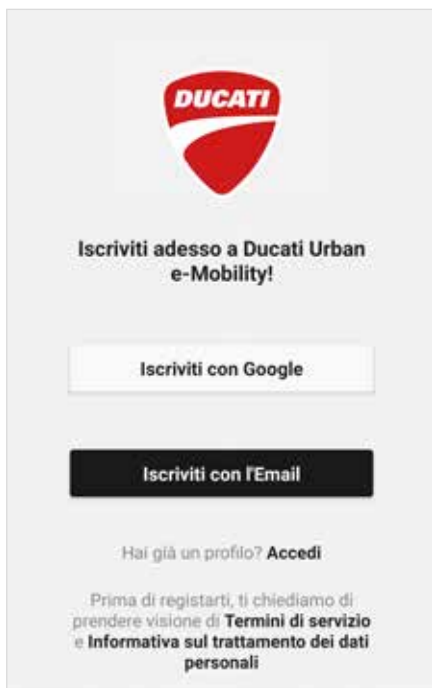 DUCATI
Iscriviti adesso a Ducati Urban
e-Mobility!
Iscriviti con Google
Iscriviti con l'Email
Hai già un profilo? Accedi
Prima di registarti, ti chiediamo di
prendere visione di Termini di servizio
e Informativa sul trattamento dei dati
personali